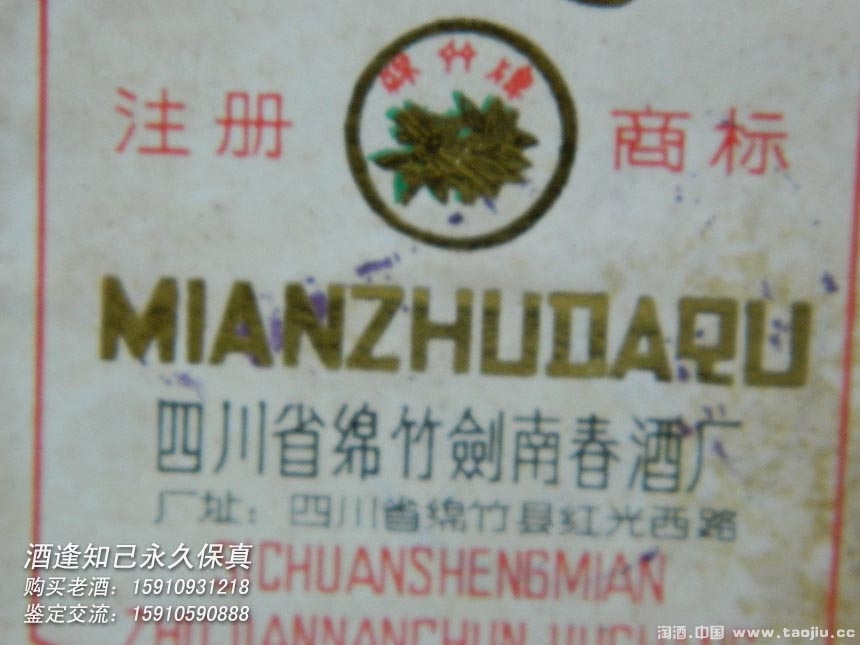 牌
注册 商标
MIANZHUDAQU
四川省绵竹劍南春酒厂
厂址：四川省绵竹县红光西路
CHUANSHENGMIAN
酒逢知己永久保真
购买老酒：15910931218
鉴定交流：15910590888
淘酒.中国 www.taojiu.cc